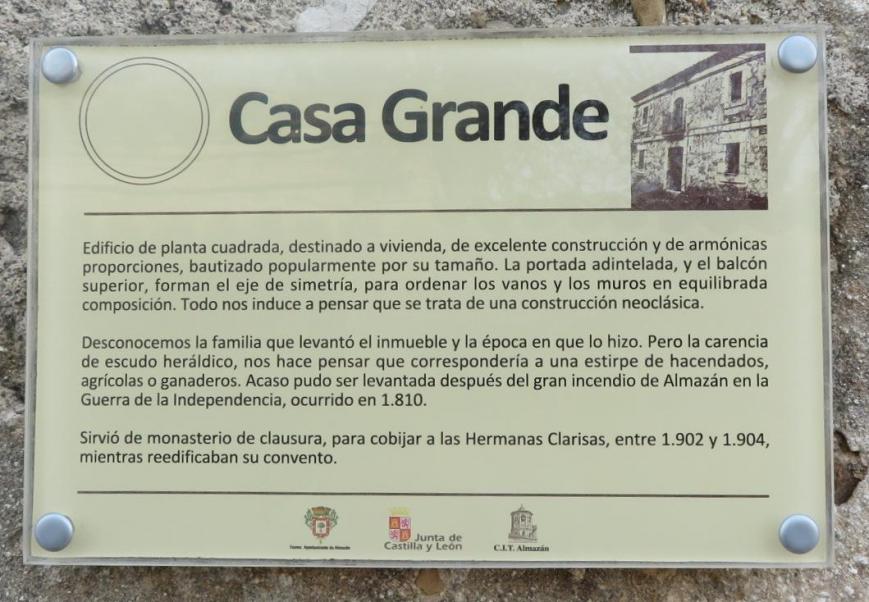 Casa Grande
Edificio de planta cuadrada, destinado a vivienda, de excelente construcción y de armónicas
proporciones, bautizado popularmente por su tamaño. La portada adintelada, y el balcón
superior, forman el eje de simetría, para ordenar los vanos y los muros en equilibrada
composición. Todo nos induce a pensar que se trata de una construcción neoclásica.
Desconocemos la familia que levantó el inmueble y la época en que lo hizo. Pero la carencia
de escudo heráldico, nos hace pensar que correspondería a una estirpe de hacendados,
agrícolas o ganaderos. Acaso pudo ser levantada después del gran incendio de Almazán en la
Guerra de la Independencia, ocurrido en 1.810.
Sirvió de monasterio de clausura, para cobijar a las Hermanas Clarisas, entre 1.902 y 1.904,
mientras reedificaban su convento.
Ayuntamiento de Almazán
Junta de
Castilla y León
C.I.T. Almazán